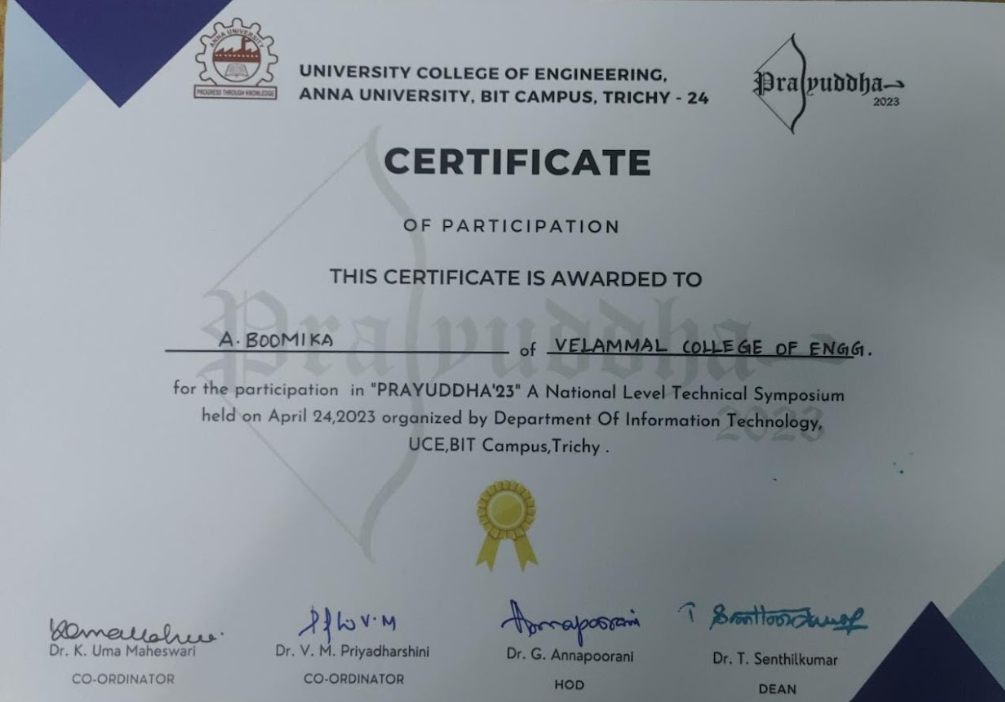 ANNA UNIVERSITY
PROGRESS THROUGH KNOWLEDGE
UNIVERSITY COLLEGE OF ENGINEERING,
ANNA UNIVERSITY, BIT CAMPUS, TRICHY - 24
Prayuddha
2023
CERTIFICATE
OF PARTICIPATION
THIS CERTIFICATE IS AWARDED TO
Prayuddha
A. BOOMIKA of VELAMMAL COLLEGE OF ENGG.
for the participation in "PRAYUDDHA'23" A National Level Technical Symposium
held on April 24,2023 organized by Department Of Information Technology,
2023
UCE,BIT Campus,Trichy .
Annapoorani
Dr. K. Uma Maheswari Dr. V. M. Priyadharshini Dr. G. Annapoorani Dr. T. Senthilkumar
CO-ORDINATOR CO-ORDINATOR HOD DEAN